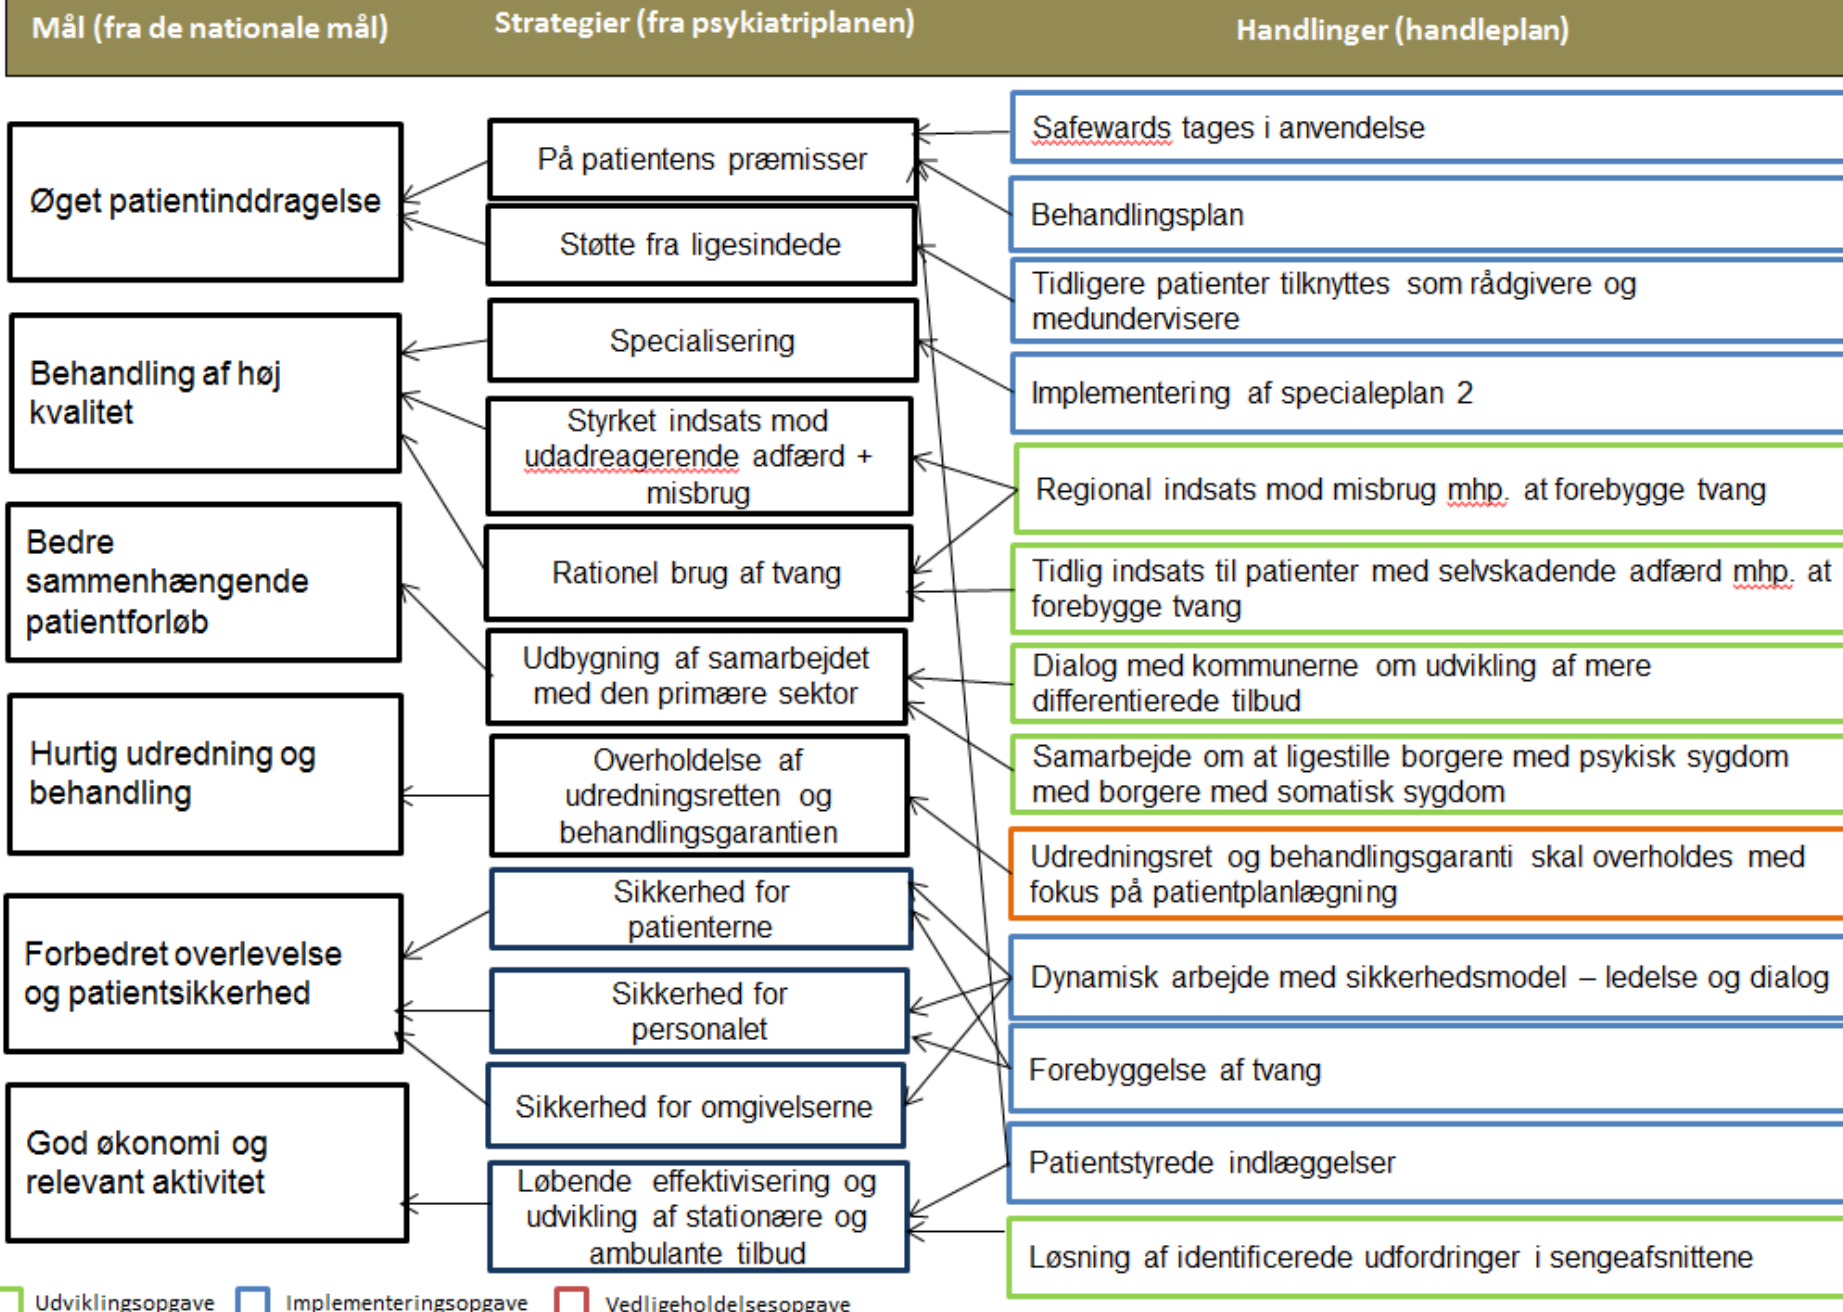 Mål (fra de nationale mål)
Strategier (fra psykiatriplanen)
Handlinger (handleplan)
Øget patientinddragelse
Behandling af høj
kvalitet
Bedre
sammenhængende
patientforløb
Hurtig udredning og
behandling
Forbedret overlevelse
og patientsikkerhed
God økonomi og
relevant aktivitet
På patientens præmisser
Støtte fra ligesindede
Specialisering
Styrket indsats mod
udadreagerende adfærd +
misbrug
Rationel brug af tvang
Udbygning af samarbejdet
med den primære sektor
Overholdelse af
udredningsretten og
behandlingsgarantien
Sikkerhed for
patienterne
Sikkerhed for
personalet
Sikkerhed for omgivelserne
Løbende effektivisering og
udvikling af stationære og
ambulante tilbud
Safewards tages i anvendelse
Behandlingsplan
Tidligere patienter tilknyttes som rådgivere og
medundervisere
Implementering af specialeplan 2
Regional indsats mod misbrug mhp. at forebygge tvang
Tidlig indsats til patienter med selvskadende adfærd mhp. at
forebygge tvang
Dialog med kommunerne om udvikling af mere
differentierede tilbud
Samarbejde om at ligestille borgere med psykisk sygdom
med borgere med somatisk sygdom
Udredningsret og behandlingsgaranti skal overholdes med
fokus på patientplanlægning
Dynamisk arbejde med sikkerhedsmodel – ledelse og dialog
Forebyggelse af tvang
Patientstyrede indlæggelser
Løsning af identificerede udfordringer i sengeafsnittene
Udviklingsopgave
Implementeringsopgave
Vedligeholdelsesopgave